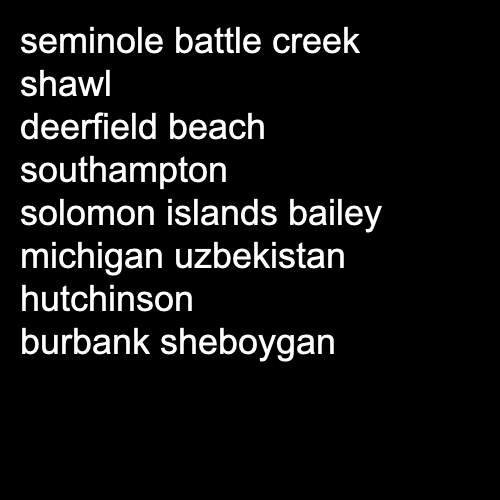 seminole battle creek
shawl
deerfield beach
southampton
solomon islands bailey
michigan uzbekistan
hutchinson
burbank sheboygan